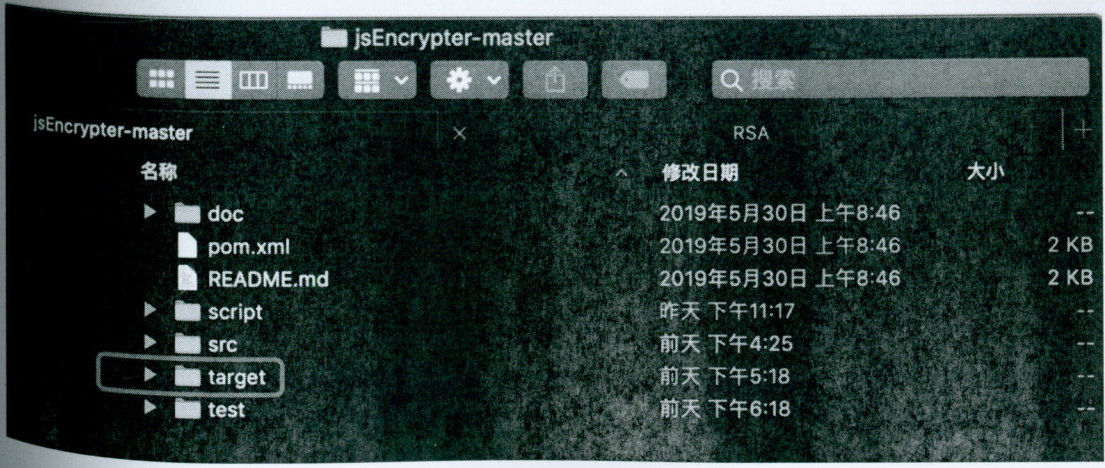 jsEncrypter-master
搜索
jsEncrypter-master × RSA +
名称 修改日期 大小
doc 2019年5月30日 上午8:46 --
pom.xml 2019年5月30日 上午8:46 2 KB
README.md 2019年5月30日 上午8:46 2 KB
script 昨天 下午11:17 --
src 前天 下午4:25 --
target 前天 下午5:18 --
test 前天 下午6:18 --